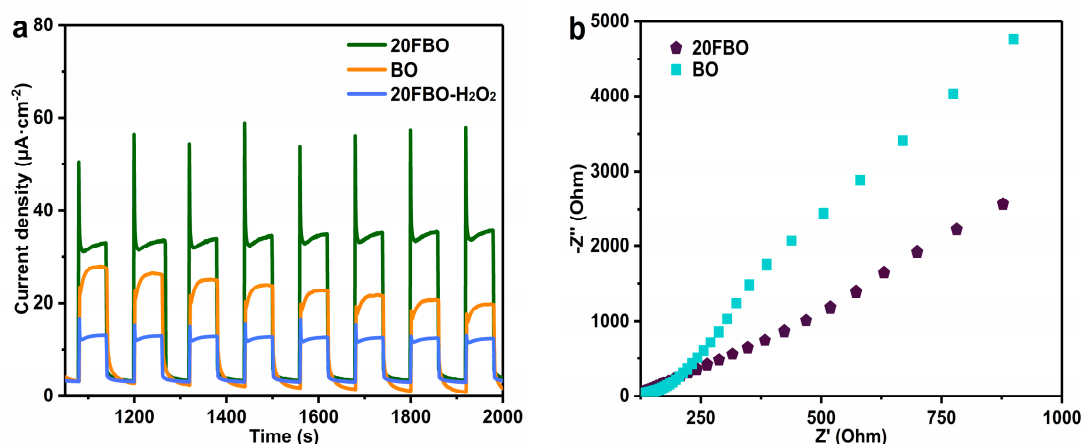 a
80
60
40
20
0
Current density (µA·cm⁻²)
20FBO
BO
20FBO-H₂O₂
1200
1400
1600
1800
2000
Time (s)
b
5000
4000
3000
2000
1000
0
-Z'' (Ohm)
20FBO
BO
250
500
750
1000
Z' (Ohm)